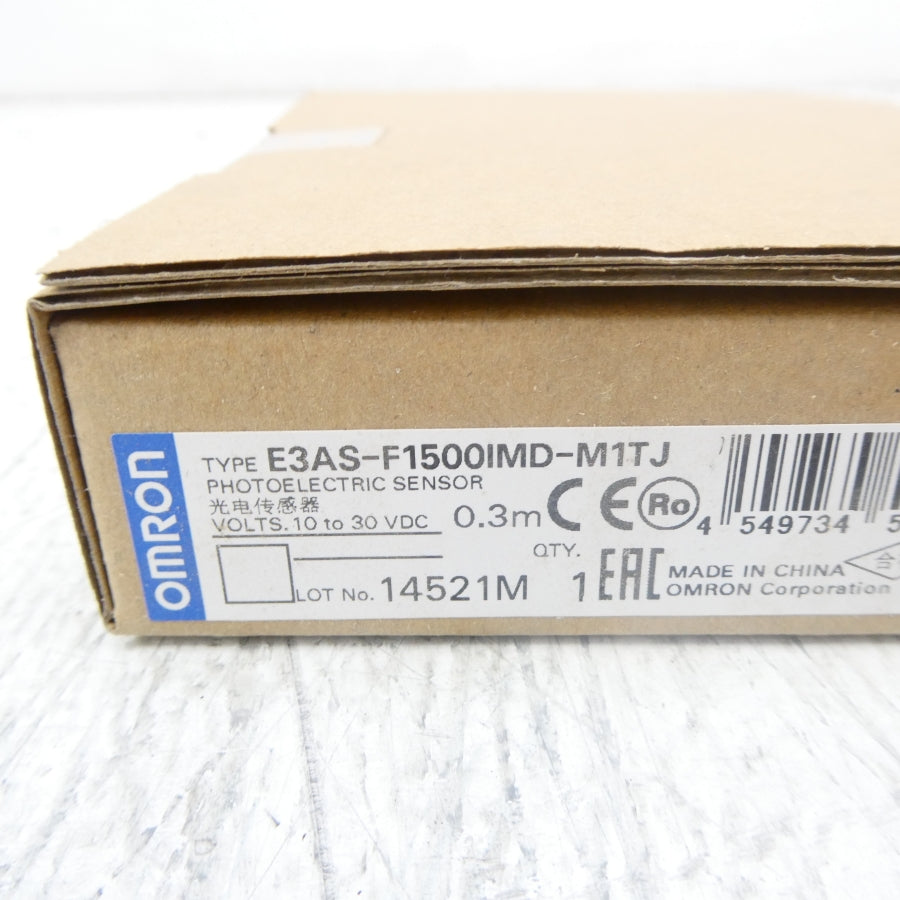 OMRON
TYPE E3AS-F1500IMD-M1TJ
PHOTOELECTRIC SENSOR
光电传感器
VOLTS. 10 to 30 VDC 0.3m CE Ro
4 549734 5
QTY.
LOT No. 14521M 1 EAC
MADE IN CHINA
OMRON Corporation
合